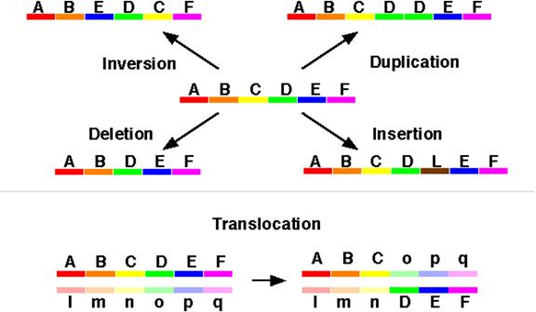 A B E D C F
A B C D D E F
Inversion
Duplication
A B C D E F
Deletion
Insertion
A B D E F
A B C D L E F
Translocation
A B C D E F
l m n o p q
A B C o p q
l m n D E F